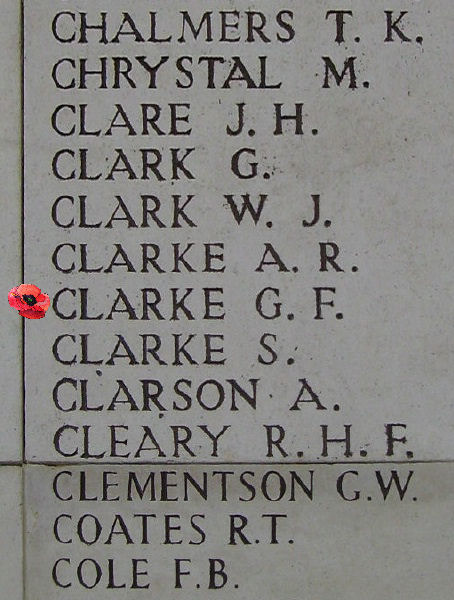 CHALMERS T. K.
CHRYSTAL M.
CLARE J. H.
CLARK G.
CLARK W. J.
CLARKE A. R.
CLARKE G. F.
CLARKE S.
CLARSON A.
CLEARY R. H. F.
CLEMENTSON G.W.
COATES R.T.
COLE F.B.